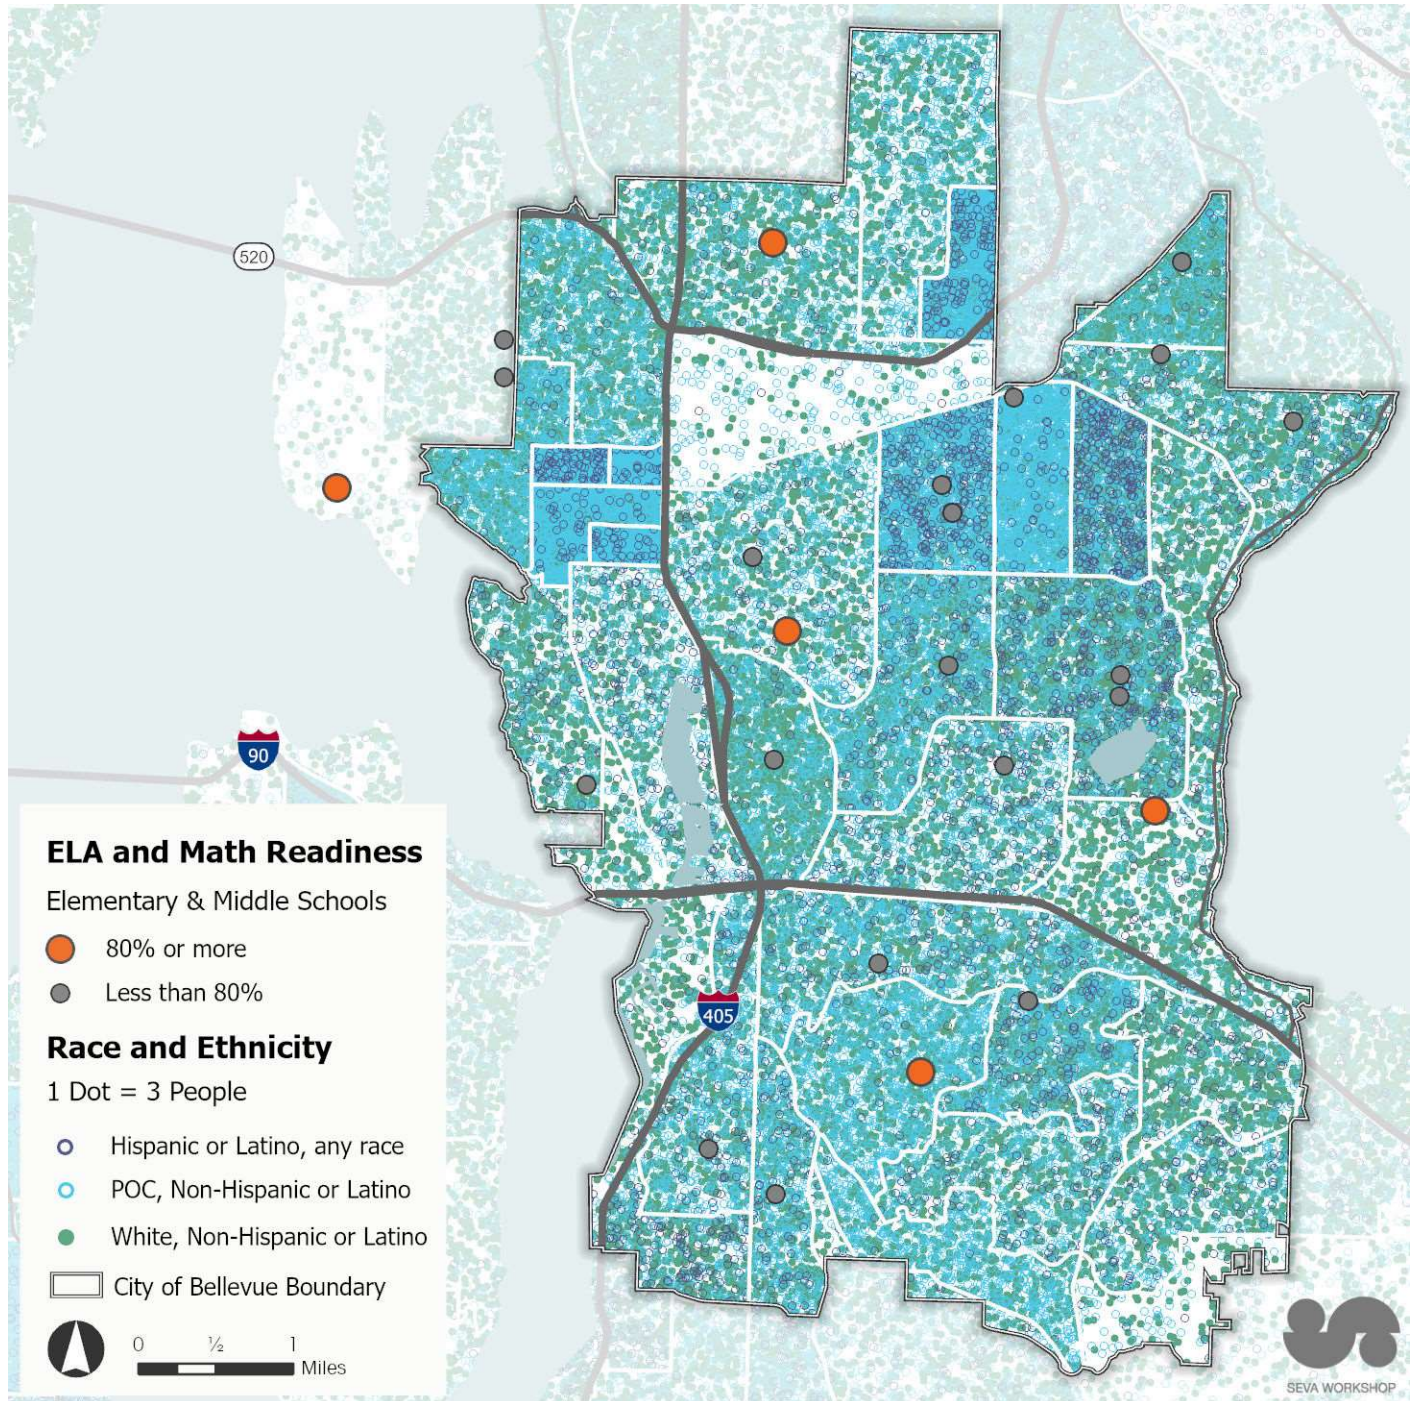 520
90
ELA and Math Readiness
Elementary & Middle Schools
80% or more
Less than 80%
Race and Ethnicity
1 Dot = 3 People
Hispanic or Latino, any race
POC, Non-Hispanic or Latino
White, Non-Hispanic or Latino
City of Bellevue Boundary
0 ½ 1
Miles
405
SEVA WORKSHOP